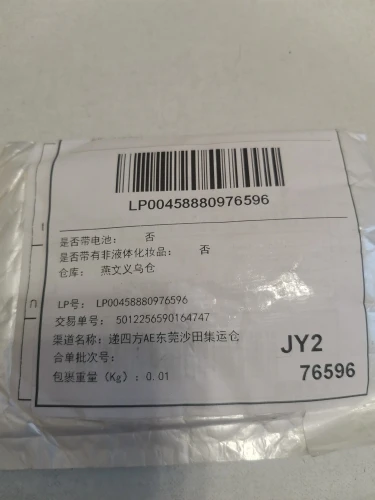 LP00458880976596
是否带电池： 否
是否带有非液体化妆品： 否
仓库： 燕文义乌仓
LP号： LP00458880976596
交易单号： 5012256590164747
渠道名称：递四方AE东莞沙田集运仓
合单批次号：
JY2
包裹重量（Kg）：0.01
76596